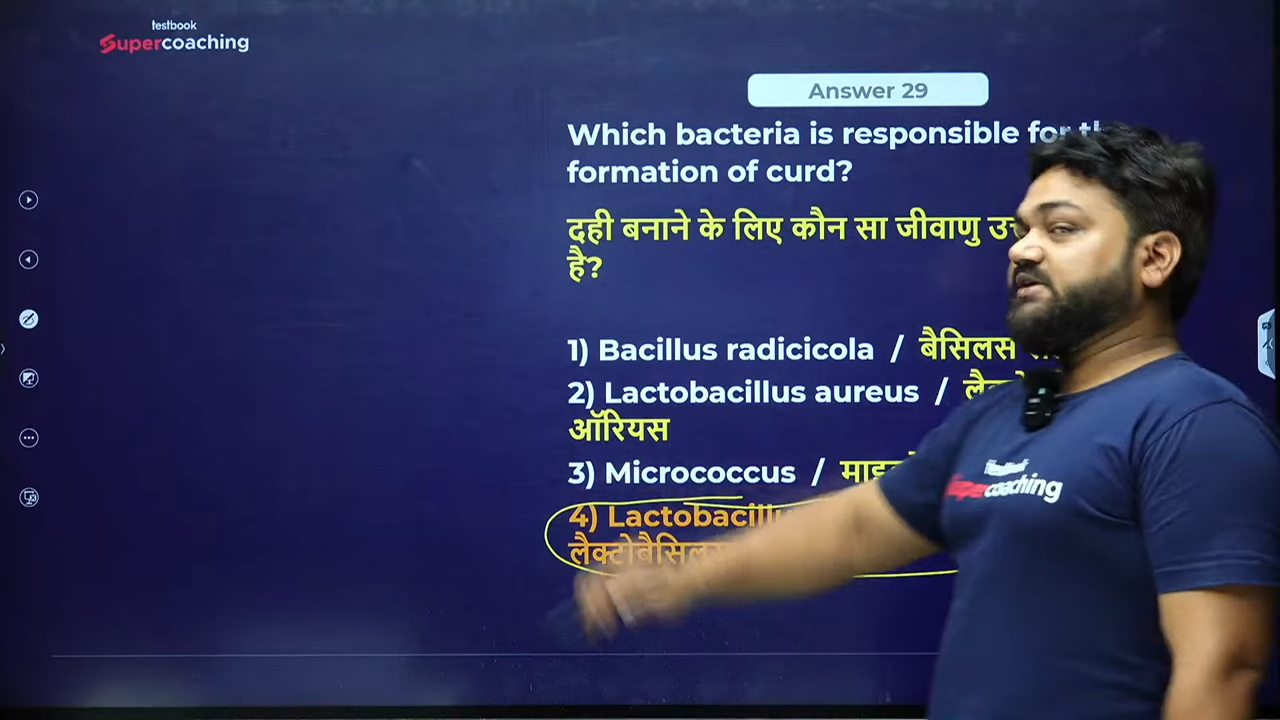 testbook
Supercoaching
Answer 29
Which bacteria is responsible for
formation of curd?
दही बनाने के लिए कौन सा जीवाणु
है?
1) Bacillus radicicola / बैसिलस
2) Lactobacillus aureus /
ऑरियस
3) Micrococcus /
4)
Supercoaching